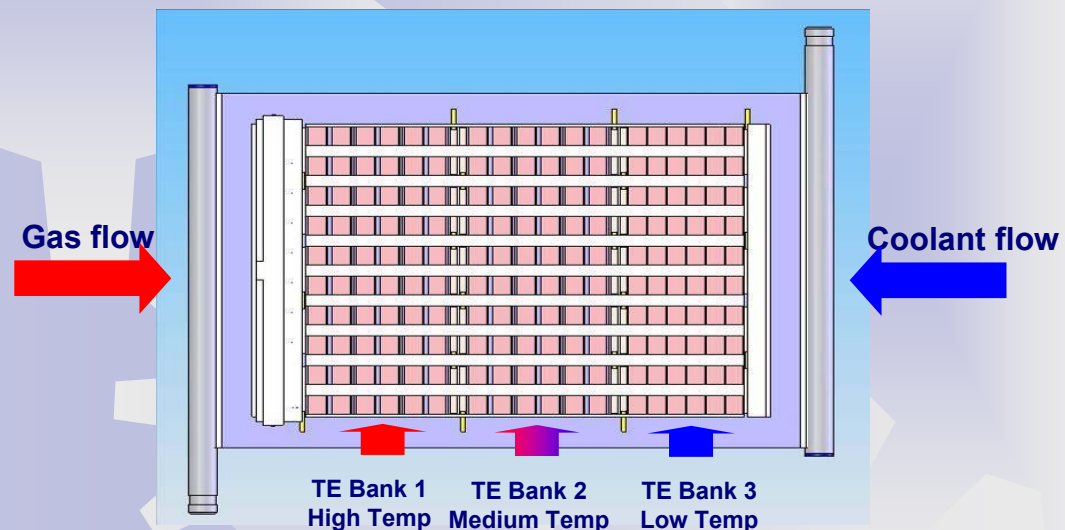 Gas flow
Coolant flow
TE Bank 1
High Temp
TE Bank 2
Medium Temp
TE Bank 3
Low Temp